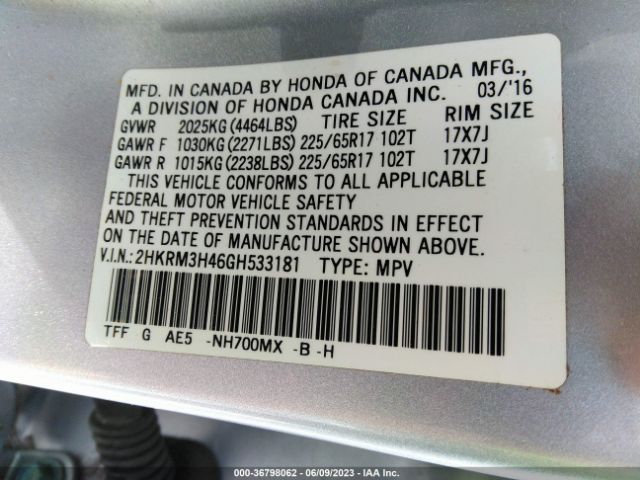 MFD. IN CANADA BY HONDA OF CANADA MFG.,
A DIVISION OF HONDA CANADA INC. 03/'16
GVWR 2025KG (4464LBS) TIRE SIZE RIM SIZE
GAWR F 1030KG (2271LBS) 225/65R17 102T 17X7J
GAWR R 1015KG (2238LBS) 225/65R17 102T 17X7J
THIS VEHICLE CONFORMS TO ALL APPLICABLE
FEDERAL MOTOR VEHICLE SAFETY
AND THEFT PREVENTION STANDARDS IN EFFECT
ON THE DATE OF MANUFACTURE SHOWN ABOVE.
V.I.N.: 2HKRM3H46GH533181 TYPE: MPV
TFF G AE5 -NH700MX -B -H
000-36798062 - 06/09/2023 - IAA Inc.